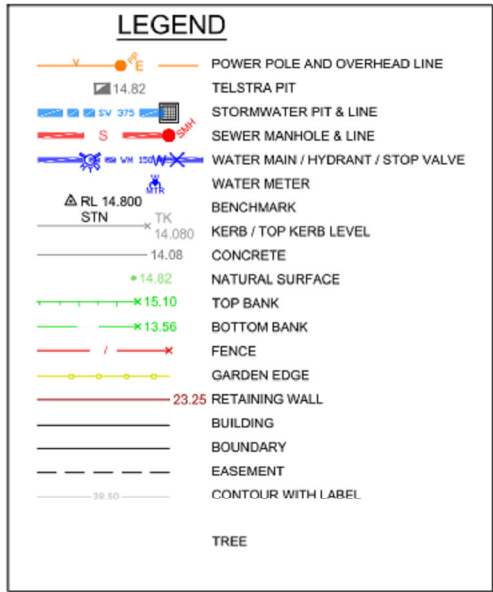 LEGEND
V PP E POWER POLE AND OVERHEAD LINE
14.82 TELSTRA PIT
SW 375 STORMWATER PIT & LINE
S SMH SEWER MANHOLE & LINE
WM 150 W WATER MAIN / HYDRANT / STOP VALVE
MTR WATER METER
RL 14.800 BENCHMARK
STN
TK KERB / TOP KERB LEVEL
14.080
14.08 CONCRETE
14.82 NATURAL SURFACE
15.10 TOP BANK
13.56 BOTTOM BANK
/ FENCE
GARDEN EDGE
23.25 RETAINING WALL
BUILDING
BOUNDARY
EASEMENT
38.50 CONTOUR WITH LABEL
TREE